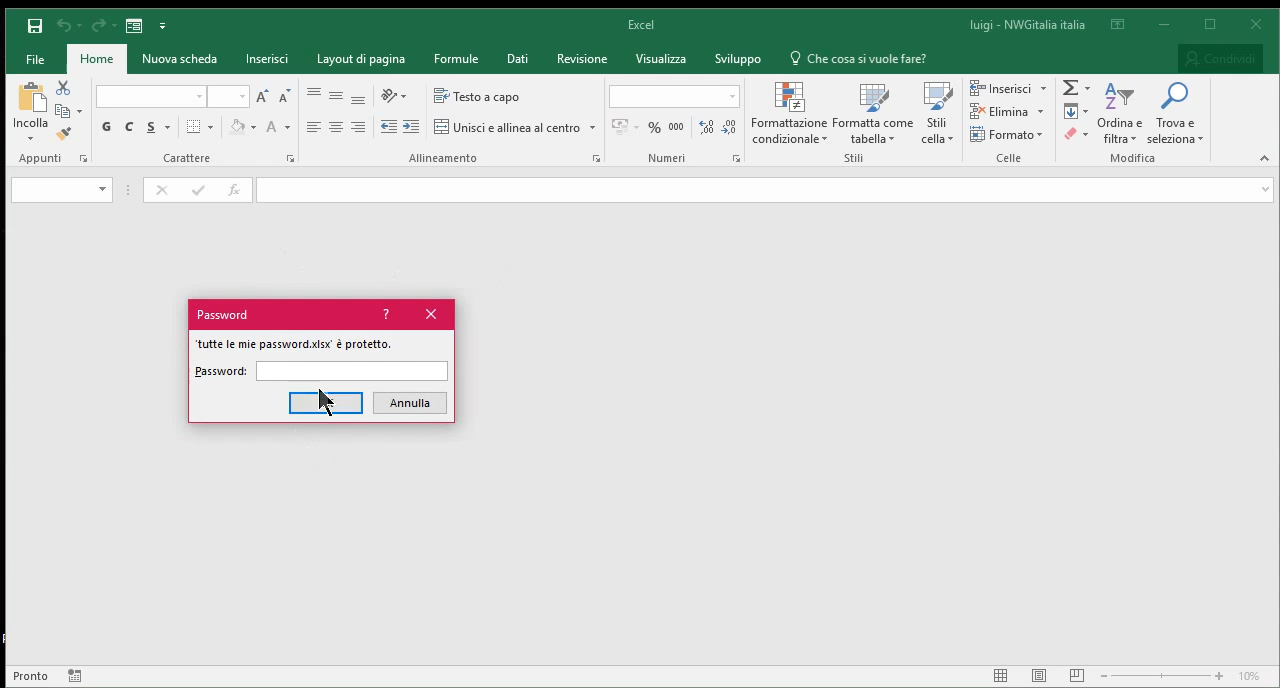 Excel
luigi - NWGitalia italia
File
Home
Nuova scheda
Inserisci
Layout di pagina
Formule
Dati
Revisione
Visualizza
Sviluppo
Che cosa si vuole fare?
Condividi
Incolla
Appunti
A A
G C S
A
Carattere
Testo a capo
Unisci e allinea al centro
Allineamento
% 000
Numeri
Formattazione
condizionale
Formatta come
tabella
Stili
cella
Stili
Inserisci
Elimina
Formato
Celle
Ordina e
filtra
Trova e
seleziona
Modifica
fx
Password
?
'tutte le mie password.xlsx' è protetto.
Password:
Annulla
Pronto
10%